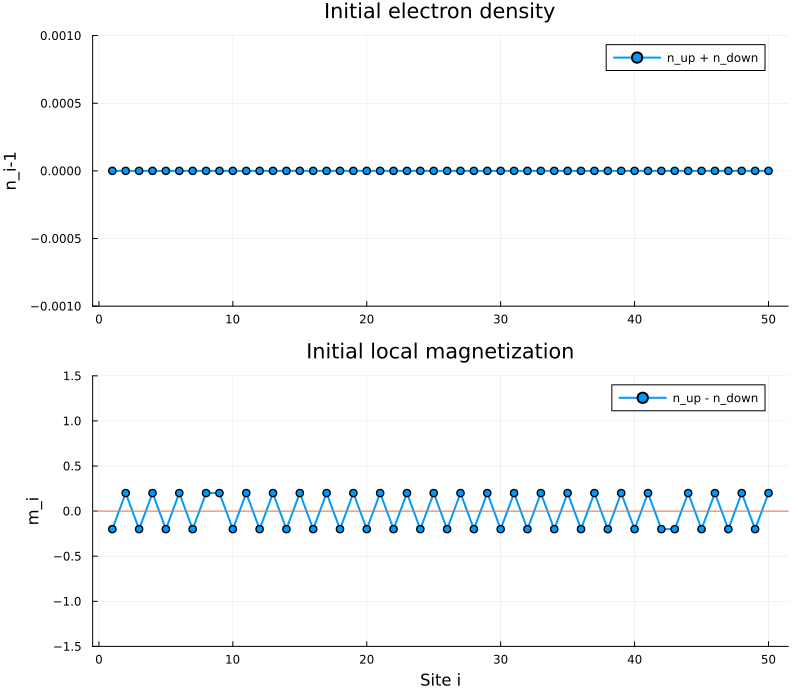 Initial electron density
0.0010
0.0005
0.0000
−0.0005
−0.0010
n_i-1
n_up + n_down
0 10 20 30 40 50
Initial local magnetization
1.5
1.0
0.5
0.0
−0.5
−1.0
−1.5
m_i
n_up - n_down
0 10 20 30 40 50
Site i